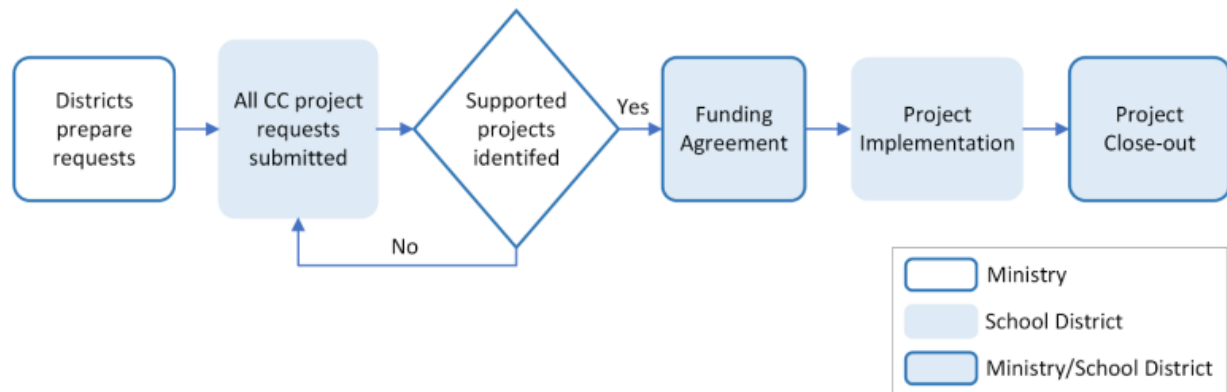 Districts
prepare
requests
All CC project
requests
submitted
Supported
projects
identifed
Yes
No
Funding
Agreement
Project
Implementation
Project
Close-out
Ministry
School District
Ministry/School District